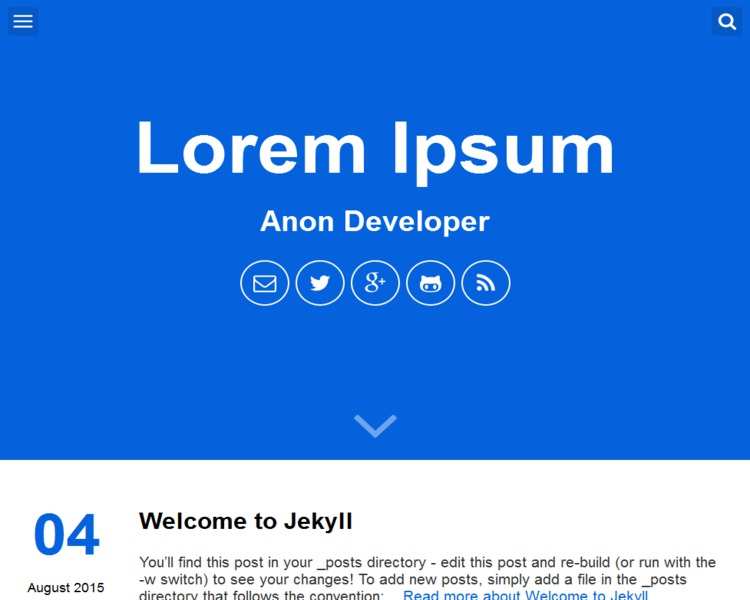 Lorem Ipsum
Anon Developer
04
August 2015
Welcome to Jekyll
You'll find this post in your _posts directory - edit this post and re-build (or run with the
-w switch) to see your changes! To add new posts, simply add a file in the _posts
directory that follows the convention: ... Read more about Welcome to Jekyll